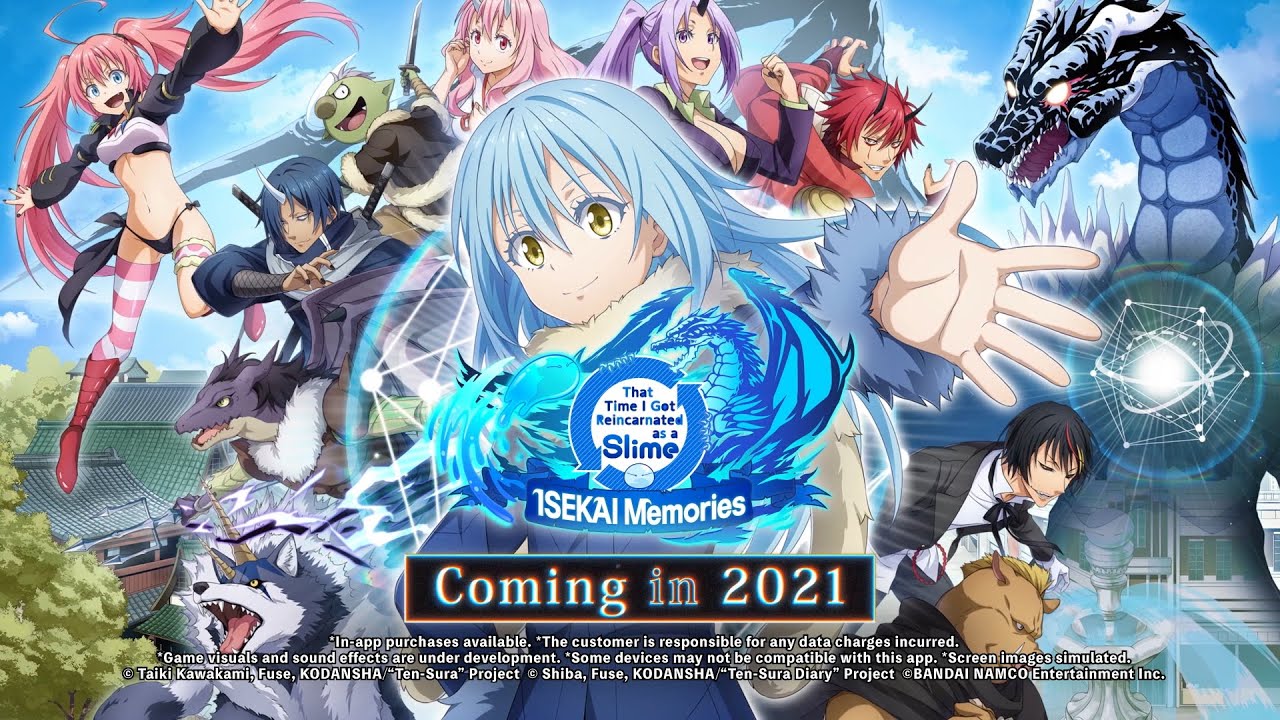 That
Time I Got
Reincarnated
as a
Slime
ISEKAI Memories
Coming in 2021
*In-app purchases available. *The customer is responsible for any data charges incurred.
*Game visuals and sound effects are under development. *Some devices may not be compatible with this app. *Screen images simulated.
© Taiki Kawakami, Fuse, KODANSHA/“Ten-Sura” Project © Shiba, Fuse, KODANSHA/“Ten-Sura Diary” Project ©BANDAI NAMCO Entertainment Inc.